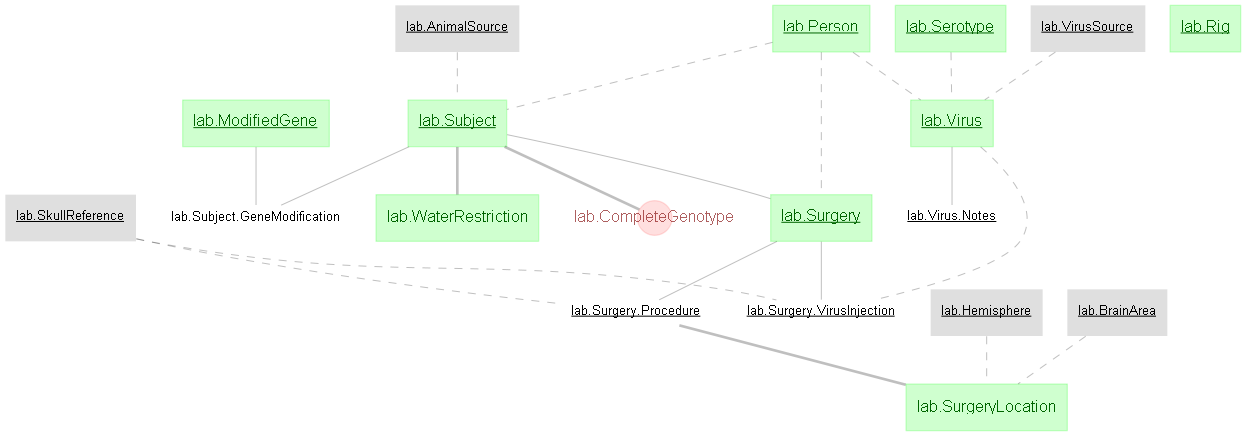 lab.AnimalSource
lab.Person
lab.Serotype
lab.VirusSource
lab.Rig
lab.ModifiedGene
lab.Subject
lab.Virus
lab.SkullReference
lab.Subject.GeneModification
lab.WaterRestriction
lab.CompleteGenotype
lab.Surgery
lab.Virus.Notes
lab.Surgery.Procedure
lab.Surgery.VirusInjection
lab.Hemisphere
lab.BrainArea
lab.SurgeryLocation